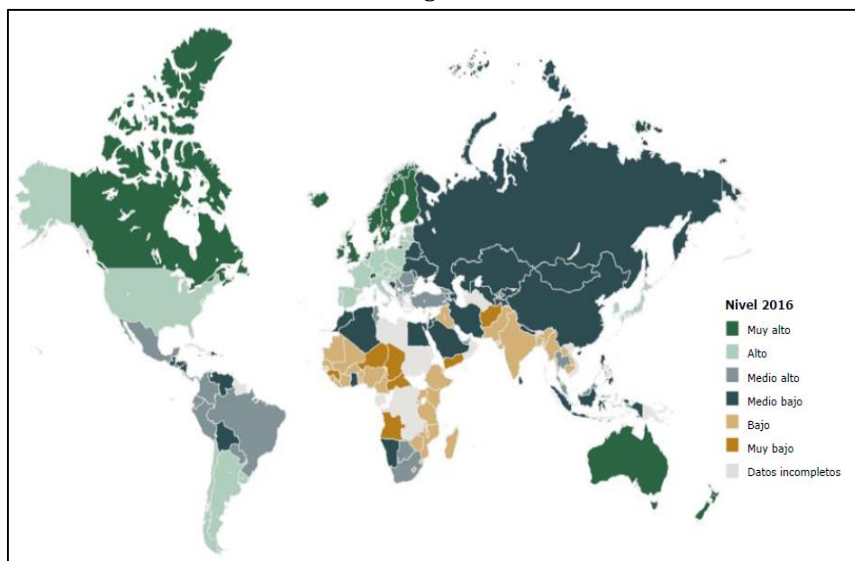 Nivel 2016
Muy alto
Alto
Medio alto
Medio bajo
Bajo
Muy bajo
Datos incompletos